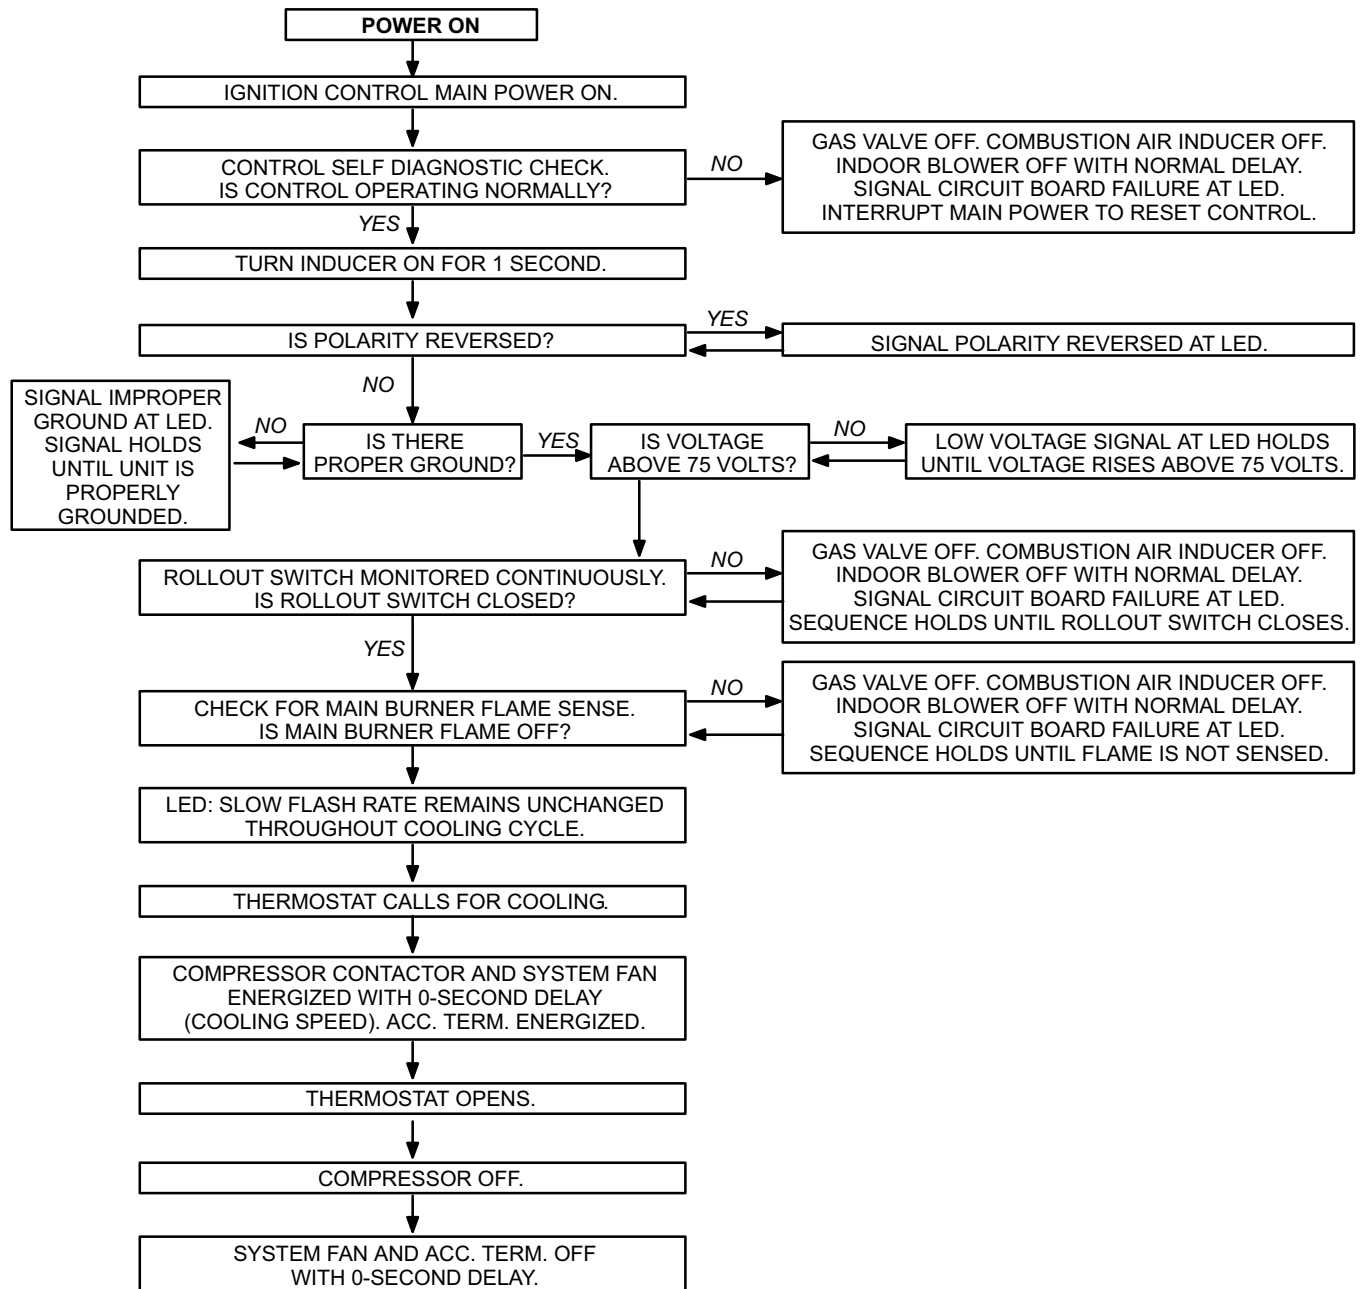 POWER ON
IGNITION CONTROL MAIN POWER ON.
CONTROL SELF DIAGNOSTIC CHECK.
IS CONTROL OPERATING NORMALLY?
NO
GAS VALVE OFF. COMBUSTION AIR INDUCER OFF.
INDOOR BLOWER OFF WITH NORMAL DELAY.
SIGNAL CIRCUIT BOARD FAILURE AT LED.
INTERRUPT MAIN POWER TO RESET CONTROL.
YES
TURN INDUCER ON FOR 1 SECOND.
IS POLARITY REVERSED?
YES
SIGNAL POLARITY REVERSED AT LED.
NO
SIGNAL IMPROPER
GROUND AT LED.
SIGNAL HOLDS
UNTIL UNIT IS
PROPERLY
GROUNDED.
NO
IS THERE
PROPER GROUND?
YES
IS VOLTAGE
ABOVE 75 VOLTS?
NO
LOW VOLTAGE SIGNAL AT LED HOLDS
UNTIL VOLTAGE RISES ABOVE 75 VOLTS.
ROLLOUT SWITCH MONITORED CONTINUOUSLY.
IS ROLLOUT SWITCH CLOSED?
NO
GAS VALVE OFF. COMBUSTION AIR INDUCER OFF.
INDOOR BLOWER OFF WITH NORMAL DELAY.
SIGNAL CIRCUIT BOARD FAILURE AT LED.
SEQUENCE HOLDS UNTIL ROLLOUT SWITCH CLOSES.
YES
CHECK FOR MAIN BURNER FLAME SENSE.
IS MAIN BURNER FLAME OFF?
NO
GAS VALVE OFF. COMBUSTION AIR INDUCER OFF.
INDOOR BLOWER OFF WITH NORMAL DELAY.
SIGNAL CIRCUIT BOARD FAILURE AT LED.
SEQUENCE HOLDS UNTIL FLAME IS NOT SENSED.
LED: SLOW FLASH RATE REMAINS UNCHANGED
THROUGHOUT COOLING CYCLE.
THERMOSTAT CALLS FOR COOLING.
COMPRESSOR CONTACTOR AND SYSTEM FAN
ENERGIZED WITH 0-SECOND DELAY
(COOLING SPEED). ACC. TERM. ENERGIZED.
THERMOSTAT OPENS.
COMPRESSOR OFF.
SYSTEM FAN AND ACC. TERM. OFF
WITH 0-SECOND DELAY.